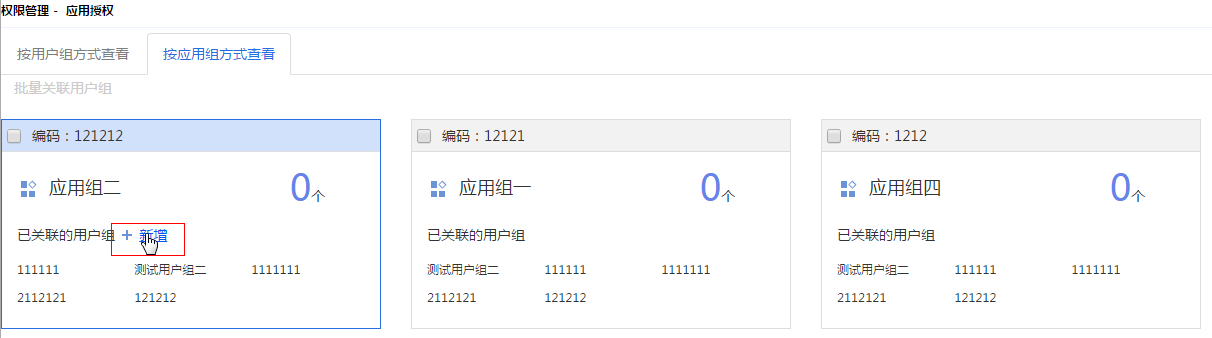 权限管理 - 应用授权
按用户组方式查看 按应用组方式查看
批量关联用户组
编码：121212 编码：12121 编码：1212
应用组二 0个 应用组一 0个 应用组四 0个
已关联的用户组 + 新增 已关联的用户组 已关联的用户组
111111 测试用户组二 1111111 测试用户组二 111111 1111111 测试用户组二 111111 1111111
2112121 121212 2112121 121212 2112121 121212